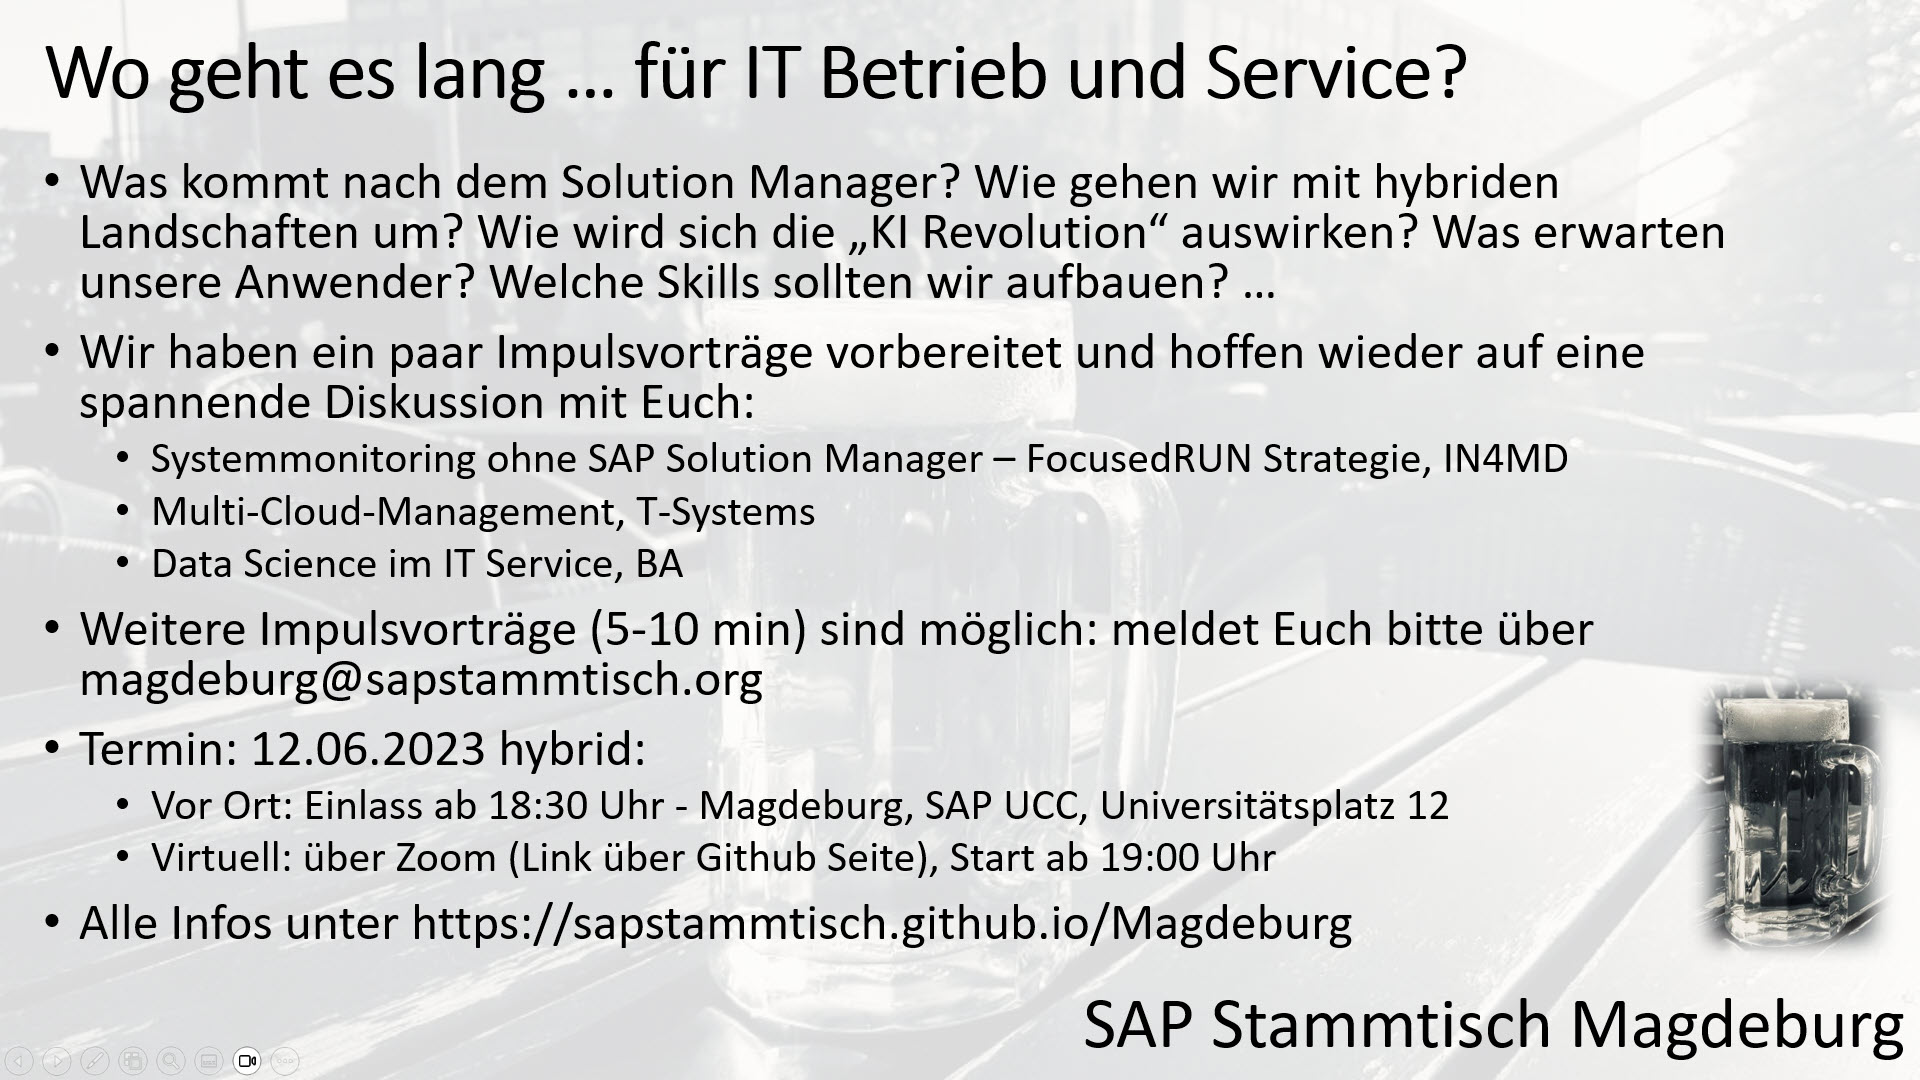 Wo geht es lang … für IT Betrieb und Service?
• Was kommt nach dem Solution Manager? Wie gehen wir mit hybriden
Landschaften um? Wie wird sich die „KI Revolution“ auswirken? Was erwarten
unsere Anwender? Welche Skills sollten wir aufbauen? …
• Wir haben ein paar Impulsvorträge vorbereitet und hoffen wieder auf eine
spannende Diskussion mit Euch:
• Systemmonitoring ohne SAP Solution Manager – FocusedRUN Strategie, IN4MD
• Multi-Cloud-Management, T-Systems
• Data Science im IT Service, BA
• Weitere Impulsvorträge (5-10 min) sind möglich: meldet Euch bitte über
magdeburg@sapstammtisch.org
• Termin: 12.06.2023 hybrid:
• Vor Ort: Einlass ab 18:30 Uhr - Magdeburg, SAP UCC, Universitätsplatz 12
• Virtuell: über Zoom (Link über Github Seite), Start ab 19:00 Uhr
• Alle Infos unter https://sapstammtisch.github.io/Magdeburg
SAP Stammtisch Magdeburg